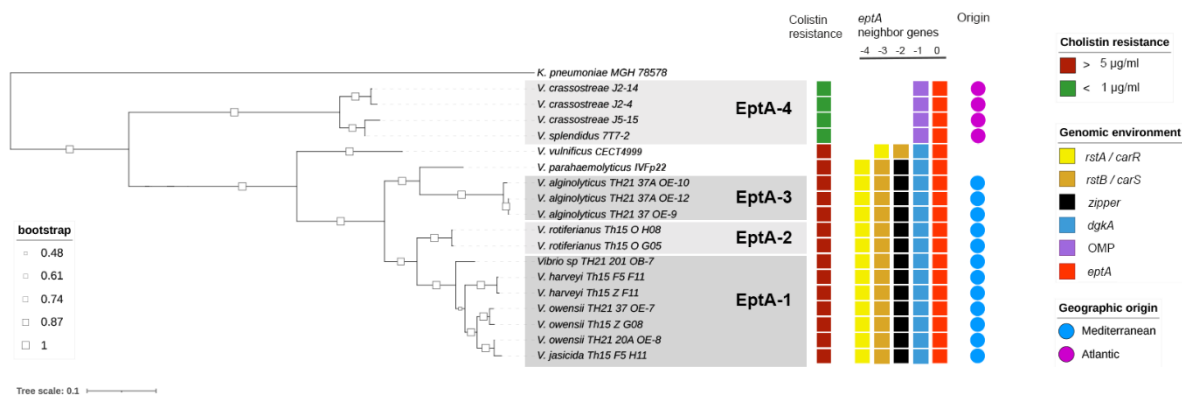 Colistin resistance
eptA neighbor genes
Origin
-4 -3 -2 -1 0
K. pneumoniae MGH 78578
V. crassostreae J2-14
V. crassostreae J2-4
V. crassostreae J5-15
V. splendidus 7T7-2
EptA-4
V. vulnificus CECT4999
V. parahaemolyticus IVFp22
V. alginolyticus TH21 37A OE-10
V. alginolyticus TH21 37A OE-12
V. alginolyticus TH21 37 OE-9
EptA-3
V. rotiferianus Th15 O H08
V. rotiferianus Th15 O G05
EptA-2
Vibrio sp TH21 201 OB-7
V. harveyi Th15 F5 F11
V. harveyi Th15 Z F11
V. owensii TH21 37 OE-7
V. owensii Th15 Z G08
V. owensii TH21 20A OE-8
V. jasicida Th15 F5 H11
EptA-1
bootstrap
0.48
0.61
0.74
0.87
1
Tree scale: 0.1
Cholistin resistance
> 5 µg/ml
< 1 µg/ml
Genomic environment
rstA / carR
rstB / carS
zipper
dgkA
OMP
eptA
Geographic origin
Mediterranean
Atlantic